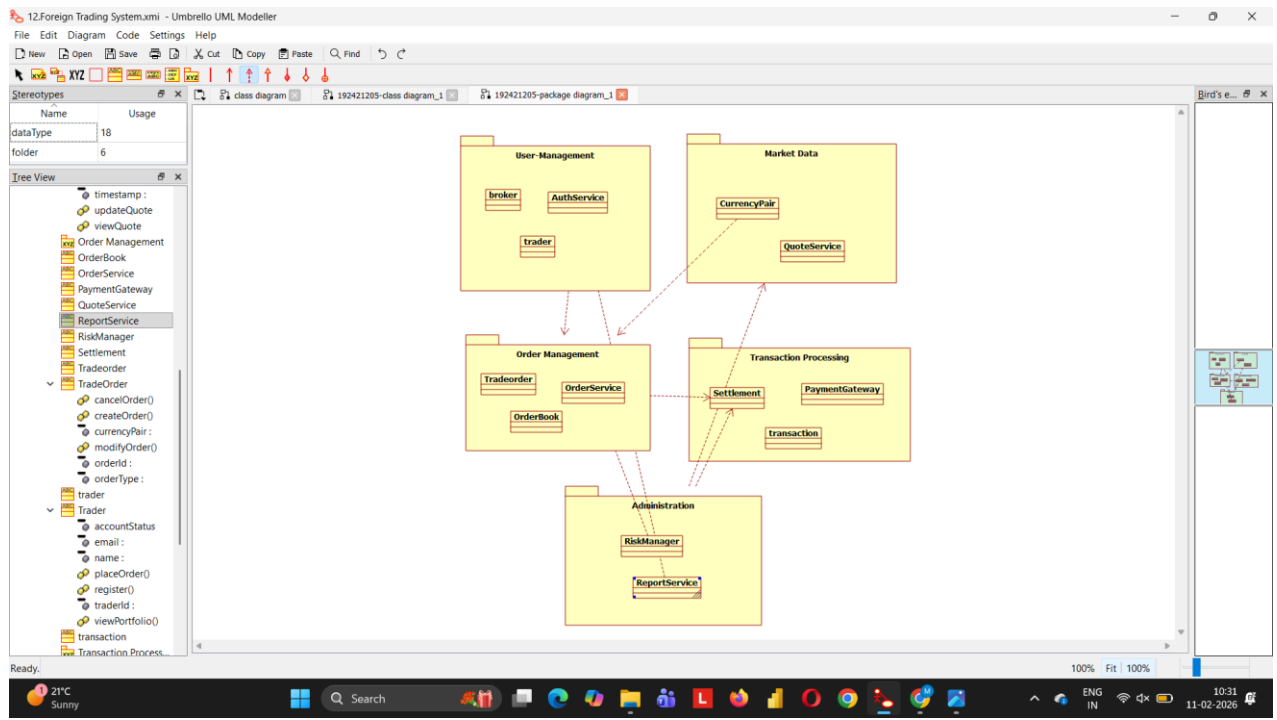 12.Foreign Trading System.xmi - Umbrello UML Modeller
File Edit Diagram Code Settings Help
New Open Save Cut Copy Paste Find
XYZ
Stereotypes
Name Usage
dataType 18
folder 6
Tree View
timestamp :
updateQuote
viewQuote
Order Management
OrderBook
OrderService
PaymentGateway
QuoteService
ReportService
RiskManager
Settlement
Tradeorder
TradeOrder
cancelOrder()
createOrder()
currencyPair :
modifyOrder()
orderId :
orderType :
trader
Trader
accountStatus
email :
name :
placeOrder()
register()
traderId :
viewPortfolio()
transaction
Transaction Process...
class diagram
192421205-class diagram_1
192421205-package diagram_1
Bird's e...
User-Management
broker
AuthService
trader
Market Data
CurrencyPair
QuoteService
Order Management
Tradeorder
OrderService
OrderBook
Transaction Processing
Settlement
PaymentGateway
transaction
Administration
RiskManager
ReportService
Ready.
100% Fit 100%
1
21°C
Sunny
Search
L
ENG
IN
10:31
11-02-2026